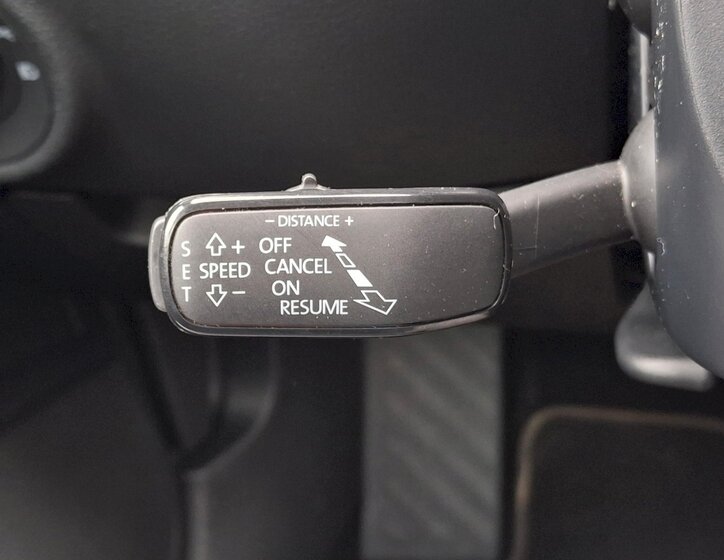 - DISTANCE +
S + OFF
E SPEED CANCEL
T - ON
RESUME